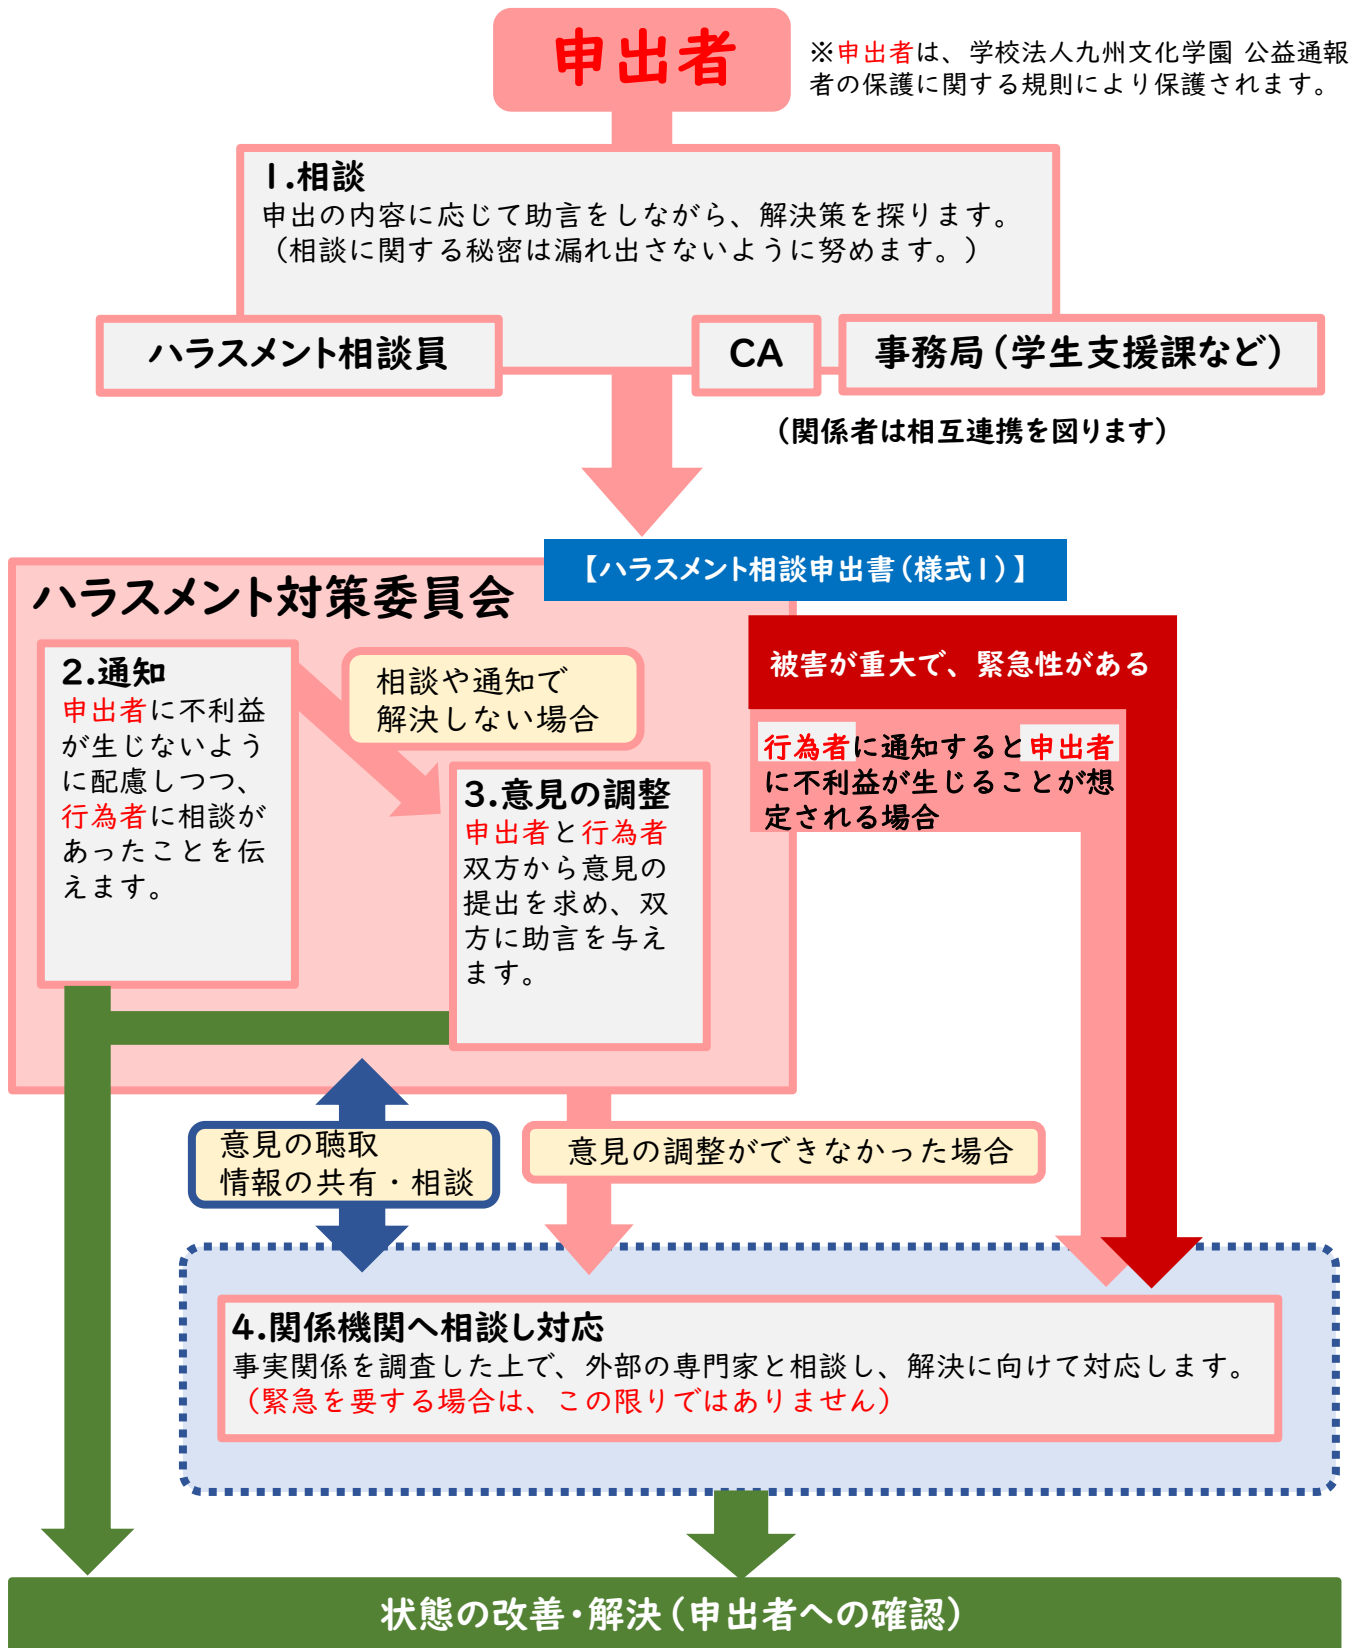 申出者
※申出者は、学校法人九州文化学園 公益通報
者の保護に関する規則により保護されます。
1.相談
申出の内容に応じて助言をしながら、解決策を探ります。
（相談に関する秘密は漏れ出さないように努めます。）
ハラスメント相談員
CA
事務局（学生支援課など）
（関係者は相互連携を図ります）
【ハラスメント相談申出書（様式1）】
ハラスメント対策委員会
2.通知
申出者に不利益
が生じないよう
に配慮しつつ、
行為者に相談が
あったことを伝
えます。
相談や通知で
解決しない場合
3.意見の調整
申出者と行為者
双方から意見の
提出を求め、双
方に助言を与え
ます。
被害が重大で、緊急性がある
行為者に通知すると申出者
に不利益が生じることが想
定される場合
意見の聴取
情報の共有・相談
意見の調整ができなかった場合
4.関係機関へ相談し対応
事実関係を調査した上で、外部の専門家と相談し、解決に向けて対応します。
（緊急を要する場合は、この限りではありません）
状態の改善・解決（申出者への確認）